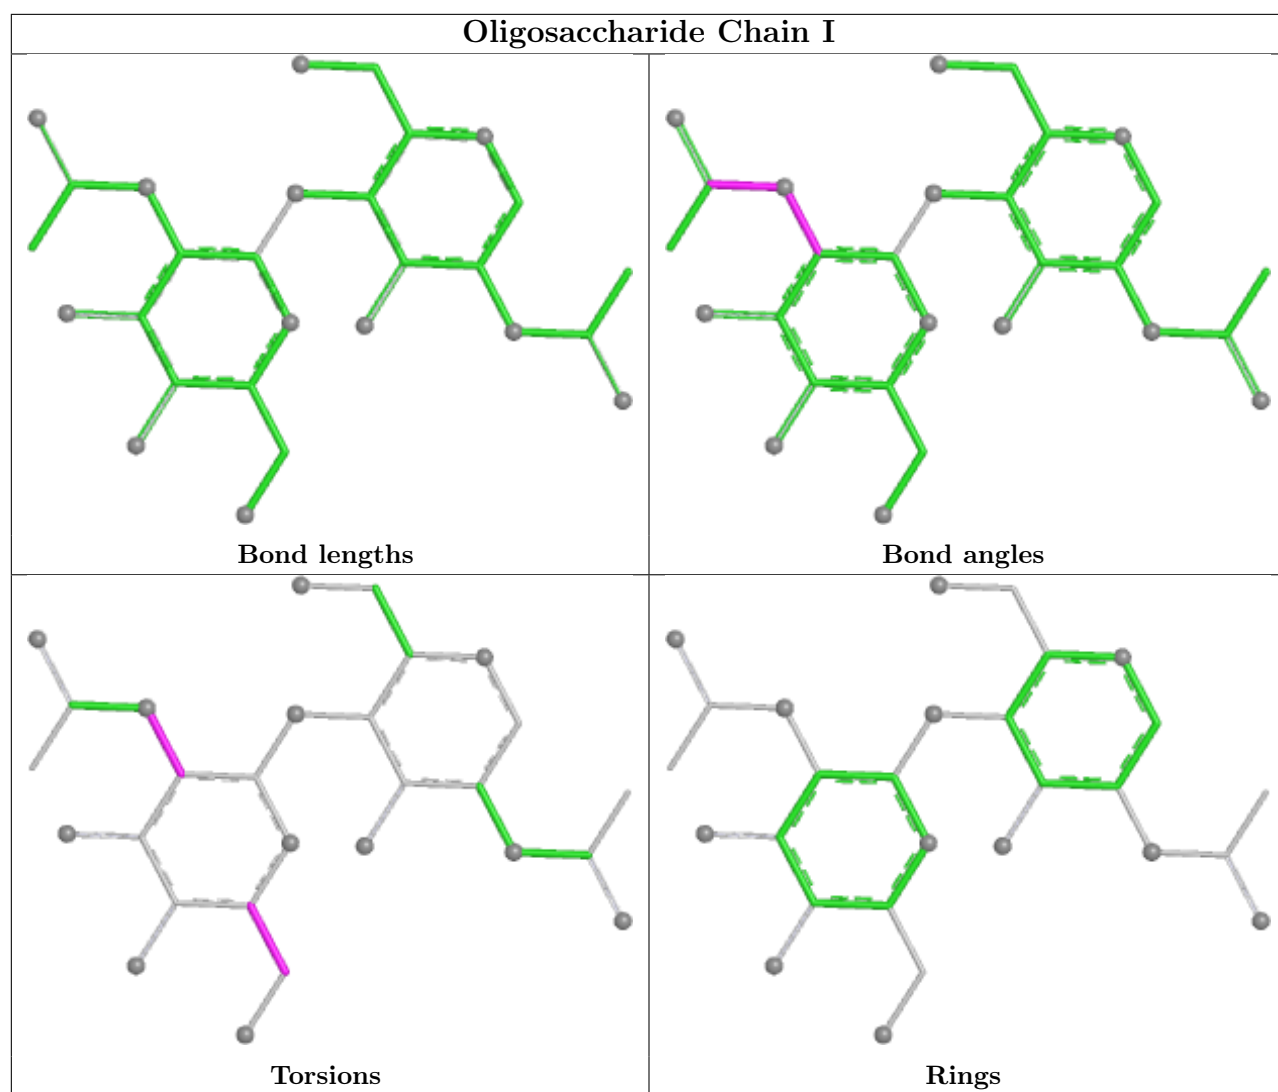 Oligosaccharide Chain I
Bond lengths
Bond angles
Torsions
Rings